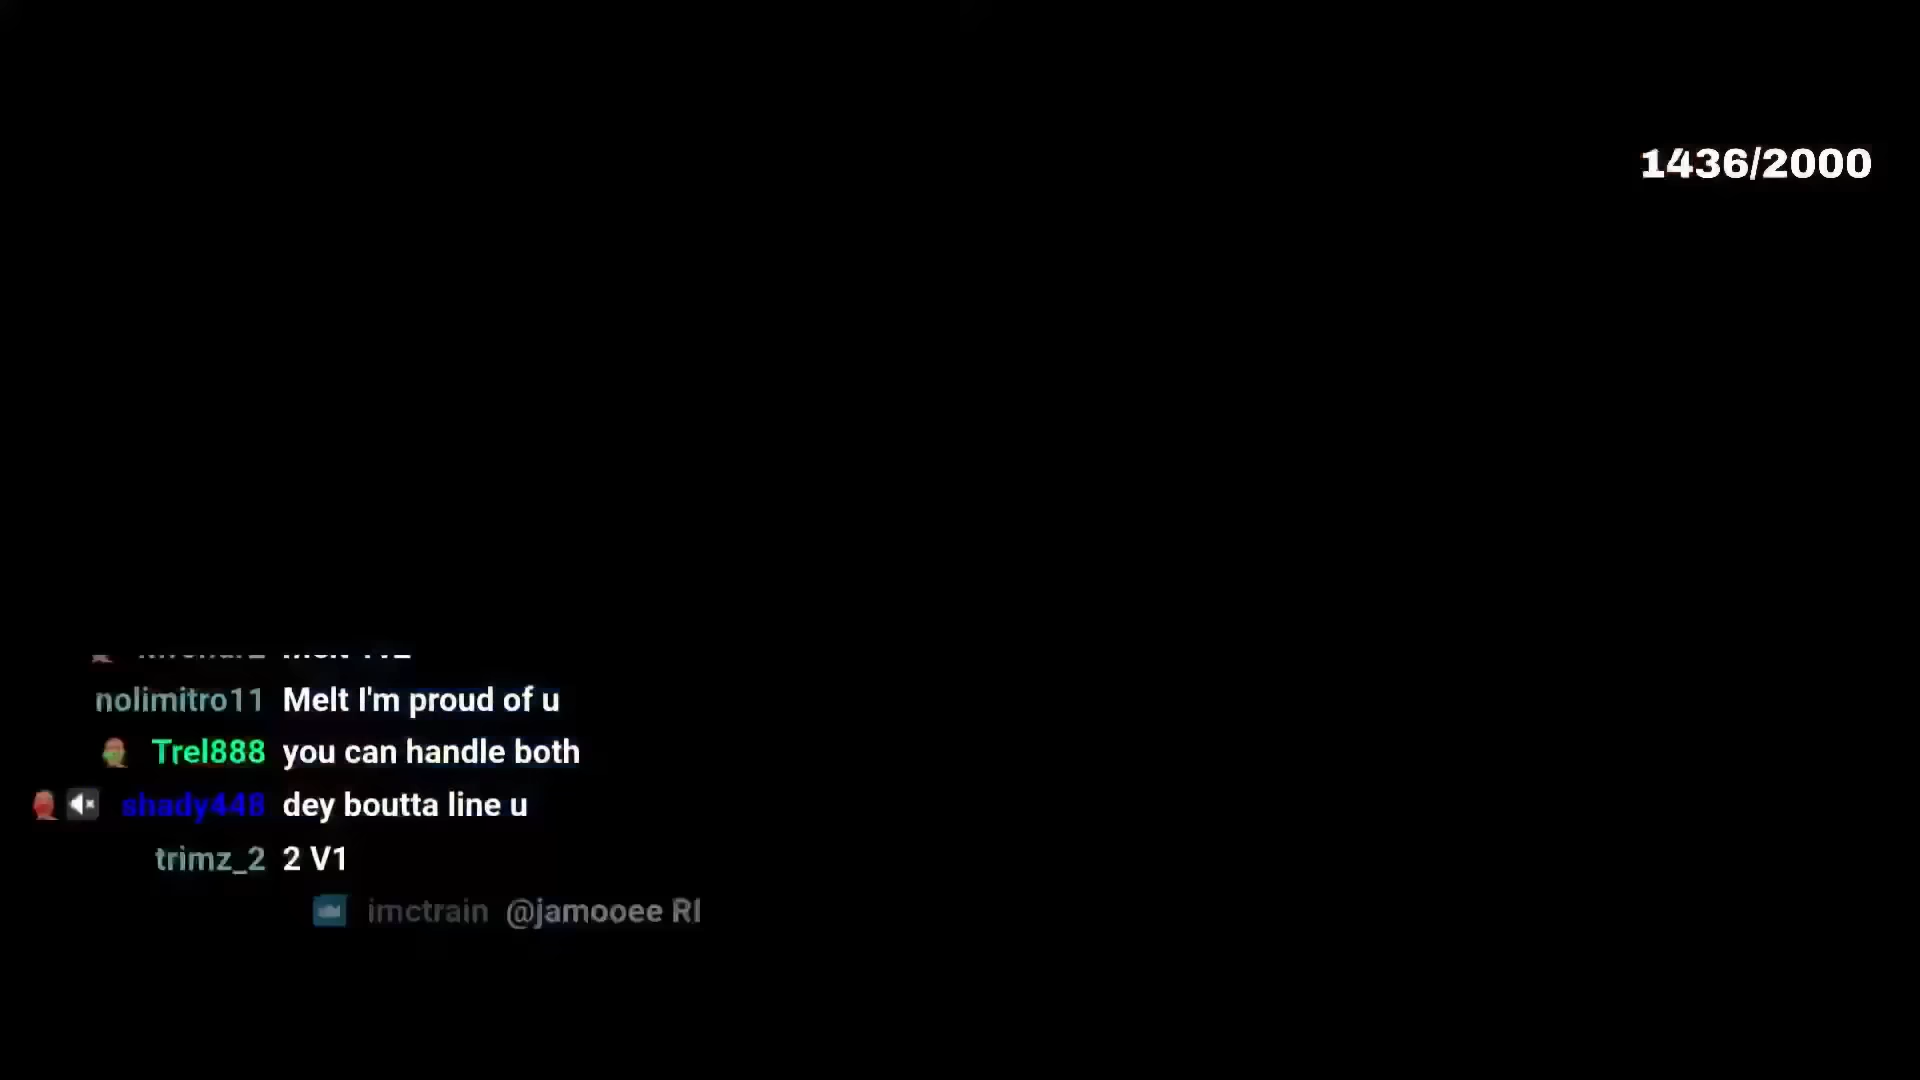 1436/2000
nolimitro11 Melt I'm proud of u
Trel888 you can handle both
shady448 dey boutta line u
trimz_2 2 V1
imctrain @jamooee RI